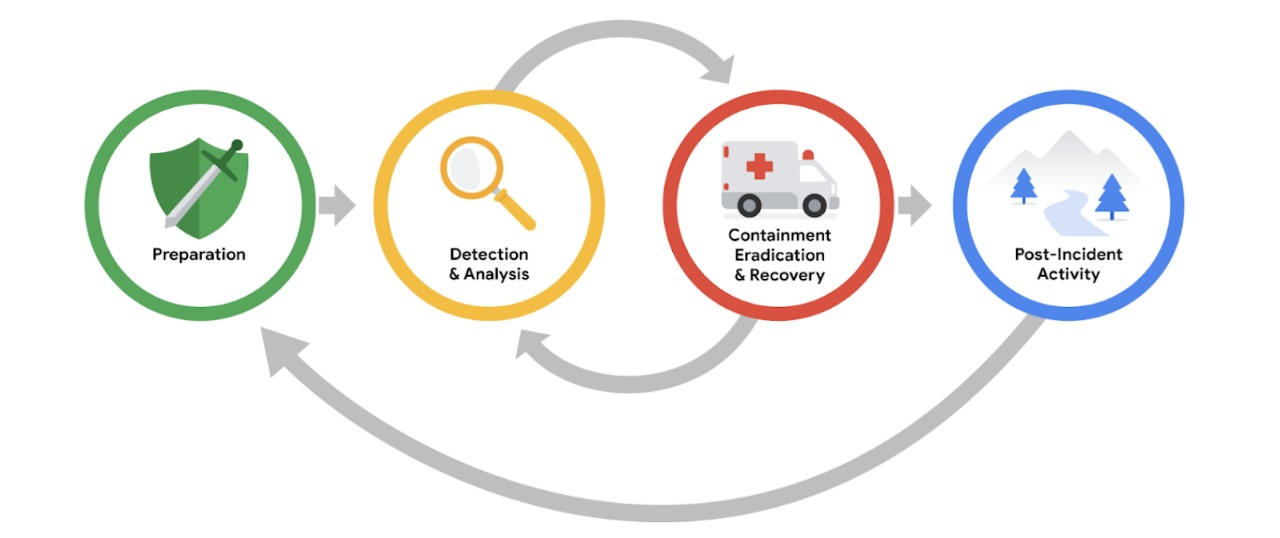 Preparation
Detection
& Analysis
Containment
Eradication
& Recovery
Post-Incident
Activity